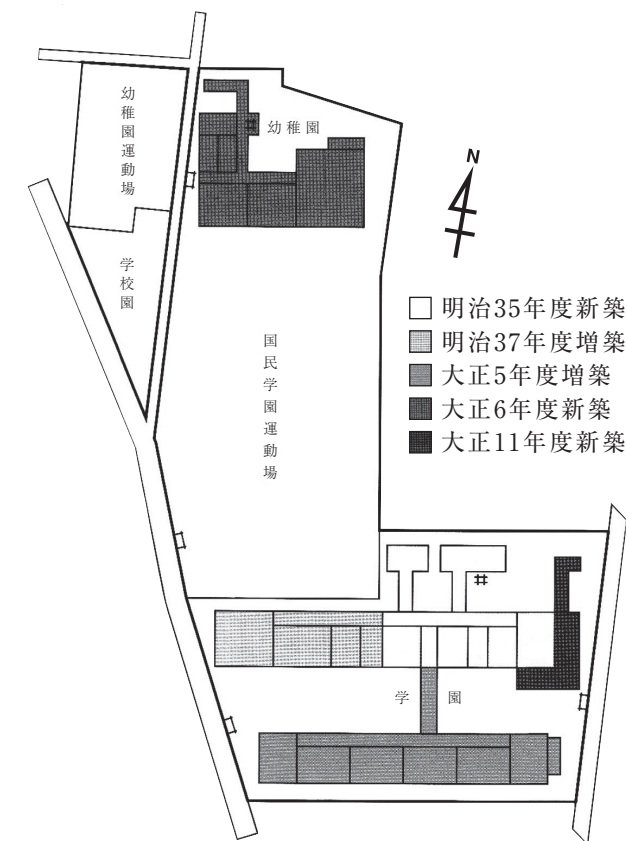 幼稚園運動場
幼稚園
学校園
国民学園運動場
N
明治35年度新築
明治37年度増築
大正5年度増築
大正6年度新築
大正11年度新築
学園